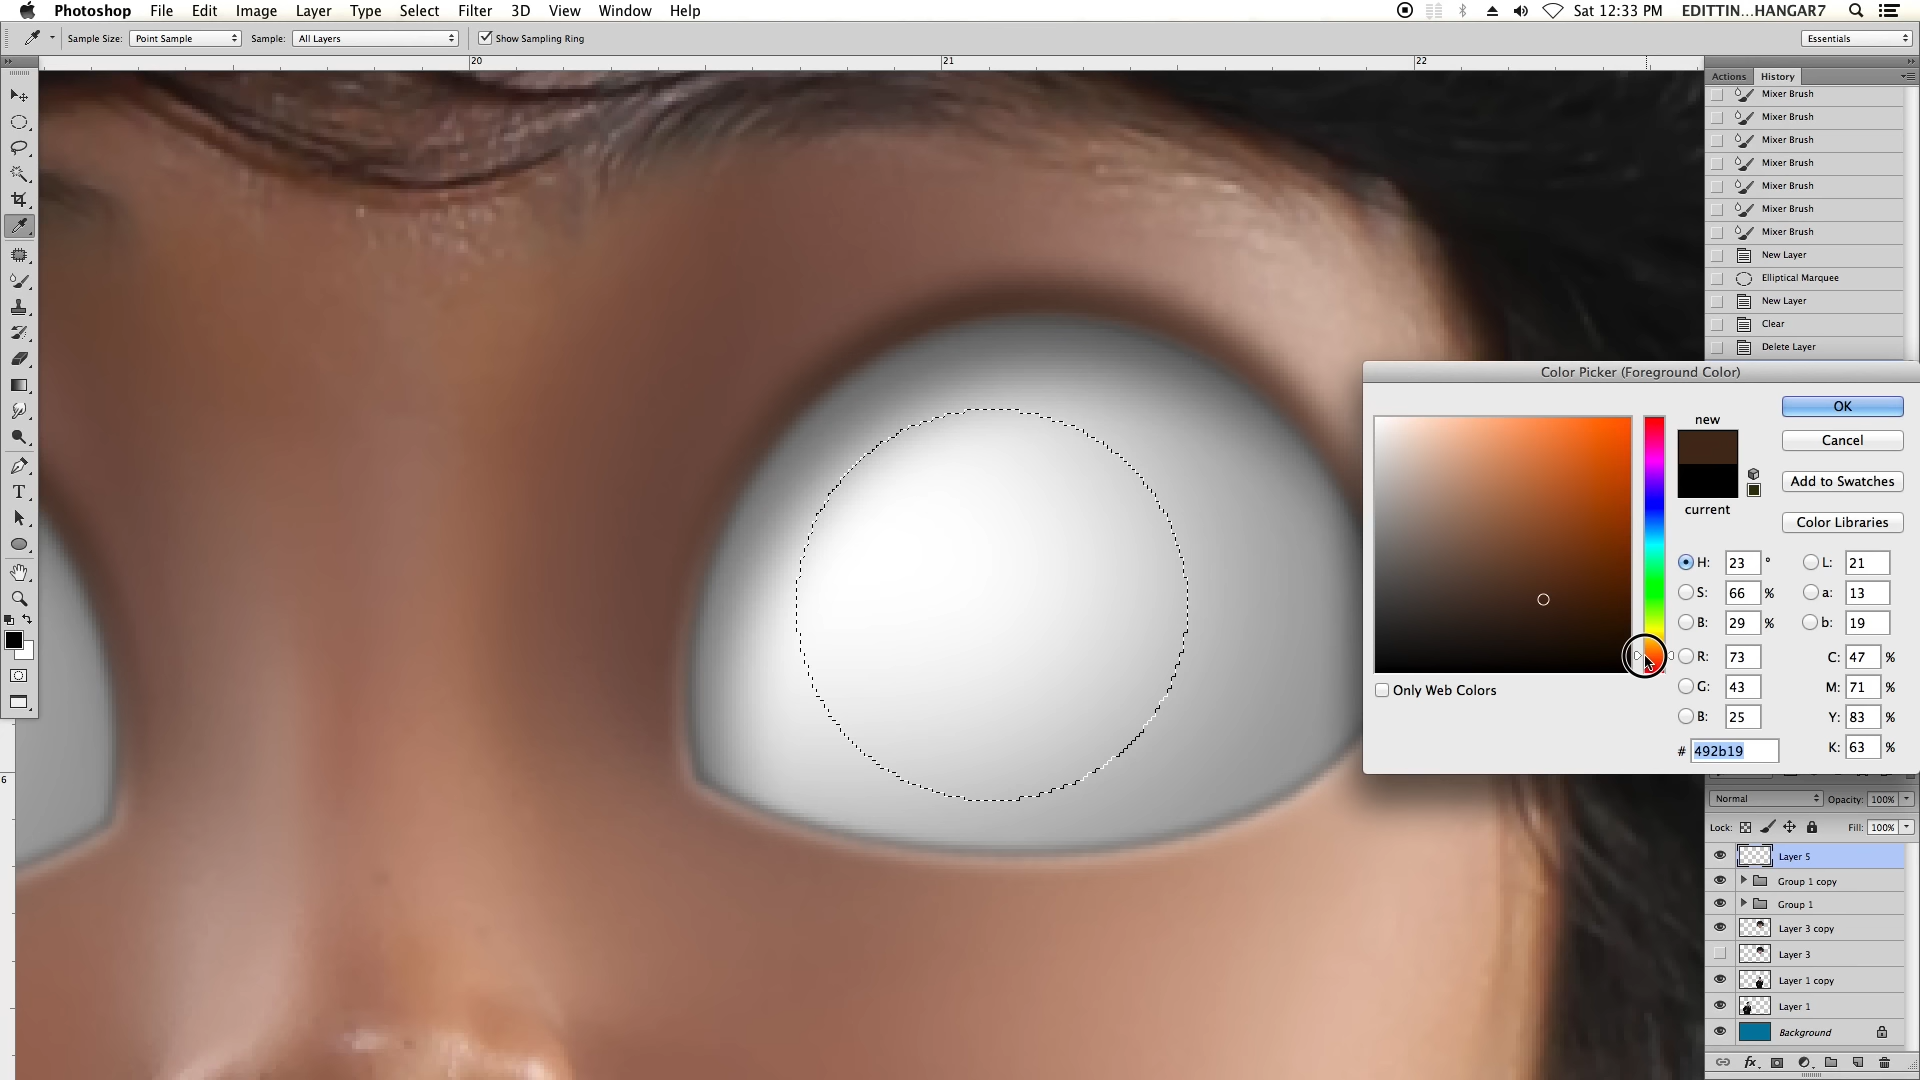 Photoshop File Edit Image Layer Type Select Filter 3D View Window Help Sat 12:33 PM EDITTIN...HANGAR7
Sample Size: Point Sample Sample: All Layers Show Sampling Ring Essentials
20 21 22
Actions History
Mixer Brush
Mixer Brush
Mixer Brush
Mixer Brush
Mixer Brush
Mixer Brush
Mixer Brush
New Layer
Elliptical Marquee
New Layer
Clear
Delete Layer
Color Picker (Foreground Color)
new
current
OK
Cancel
Add to Swatches
Color Libraries
H: 23 ° L: 21
S: 66 % a: 13
B: 29 % b: 19
R: 73 C: 47 %
G: 43 M: 71 %
B: 25 Y: 83 %
# 492b19 K: 63 %
Only Web Colors
6
T
Normal Opacity: 100%
Lock: Fill: 100%
Layer 5
Group 1 copy
Group 1
Layer 3 copy
Layer 3
Layer 1 copy
Layer 1
Background
fx